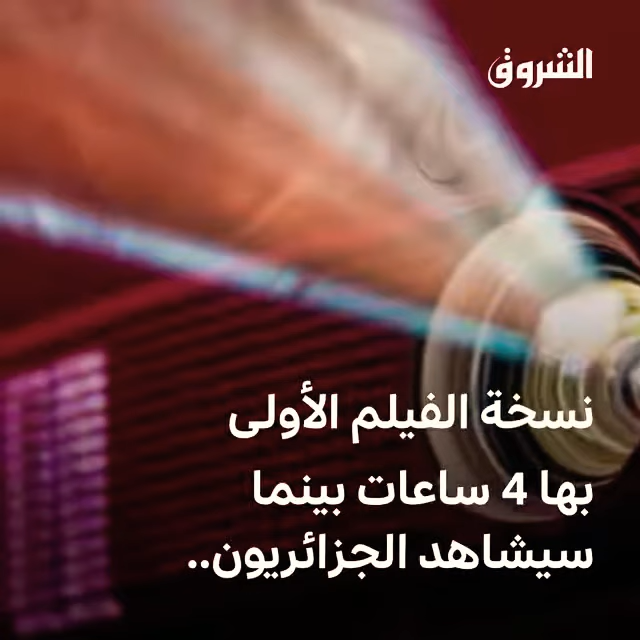 الشروق
نسخة الفيلم الأولى
بها 4 ساعات بينما
سيشاهد الجزائريون..